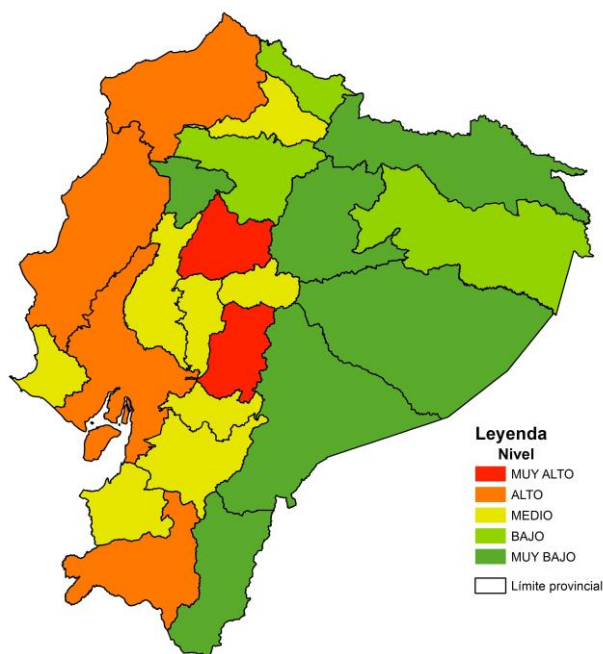 Leyenda
Nivel
MUY ALTO
ALTO
MEDIO
BAJO
MUY BAJO
Límite provincial